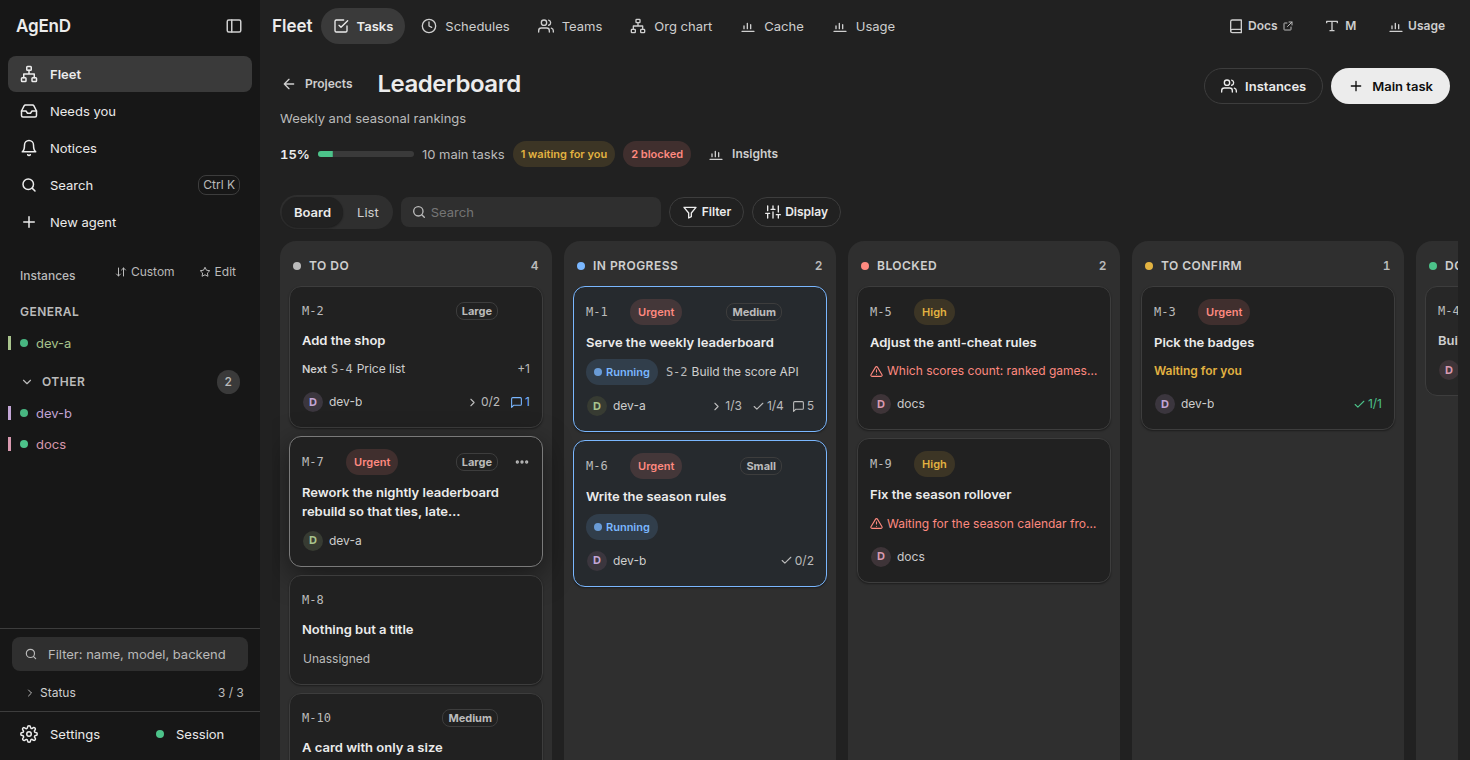 AgEnD
Fleet
Needs you
Notices
Search
Ctrl K
New agent
Instances
Custom
Edit
GENERAL
dev-a
OTHER
2
dev-b
docs
Filter: name, model, backend
Status
3 / 3
Settings
Session
Fleet
Tasks
Schedules
Teams
Org chart
Cache
Usage
Docs
M
Usage
Projects
Leaderboard
Instances
Main task
Weekly and seasonal rankings
15%
10 main tasks
1 waiting for you
2 blocked
Insights
Board
List
Search
Filter
Display
TO DO
4
M-2
Large
Add the shop
Next S-4 Price list
+1
D
dev-b
0/2
1
M-7
Urgent
Large
Rework the nightly leaderboard
rebuild so that ties, late...
D
dev-a
M-8
Nothing but a title
Unassigned
M-10
Medium
A card with only a size
IN PROGRESS
2
M-1
Urgent
Medium
Serve the weekly leaderboard
Running
S-2 Build the score API
D
dev-a
1/3
1/4
5
M-6
Urgent
Small
Write the season rules
Running
D
dev-b
0/2
BLOCKED
2
M-5
High
Adjust the anti-cheat rules
Which scores count: ranked games...
D
docs
M-9
High
Fix the season rollover
Waiting for the season calendar fro...
D
docs
TO CONFIRM
1
M-3
Urgent
Pick the badges
Waiting for you
D
dev-b
1/1
M-4
Bui
D